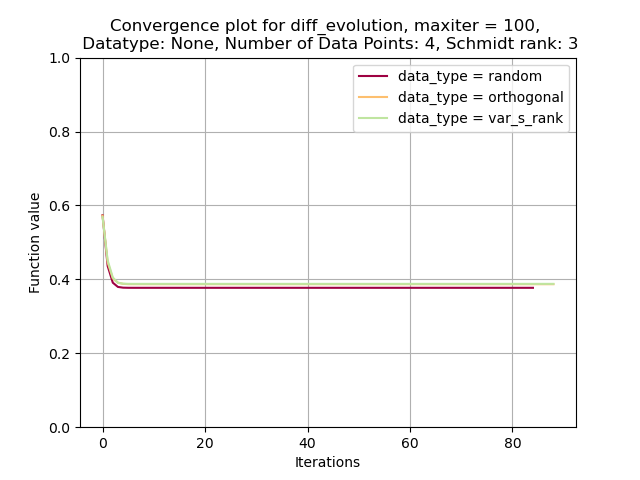 Convergence plot for diff_evolution, maxiter = 100,
Datatype: None, Number of Data Points: 4, Schmidt rank: 3
1.0
0.8
0.6
0.4
0.2
0.0
Function value
data_type = random
data_type = orthogonal
data_type = var_s_rank
0
20
40
60
80
Iterations